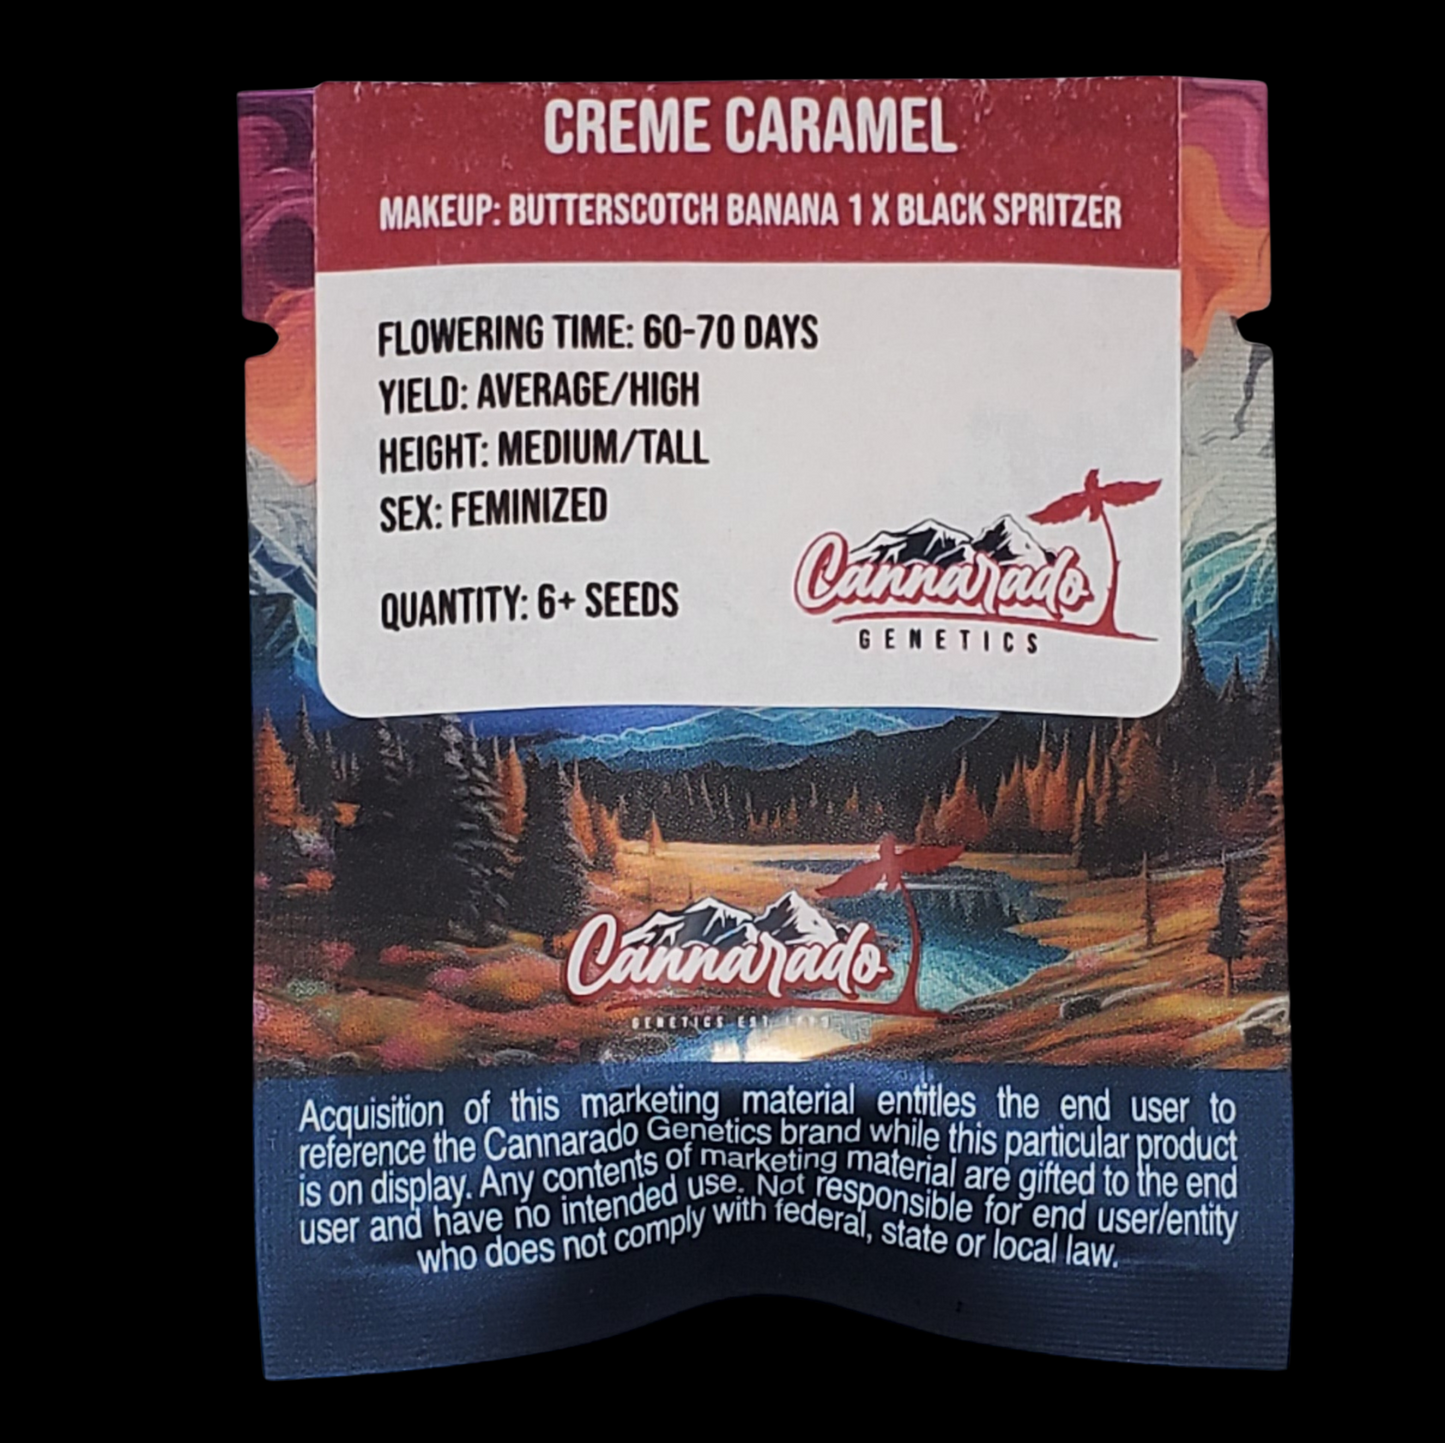 CREME CARAMEL
MAKEUP: BUTTERSCOTCH BANANA 1 X BLACK SPRITZER
FLOWERING TIME: 60-70 DAYS
YIELD: AVERAGE/HIGH
HEIGHT: MEDIUM/TALL
SEX: FEMINIZED
QUANTITY: 6+ SEEDS
Cannarado
GENETICS
Cannarado
GENETICS EST
Acquisition of this marketing material entitles the end user to
reference the Cannarado Genetics brand while this particular product
is on display. Any contents of marketing material are gifted to the end
user and have no intended use. Not responsible for end user/entity
who does not comply with federal, state or local law.